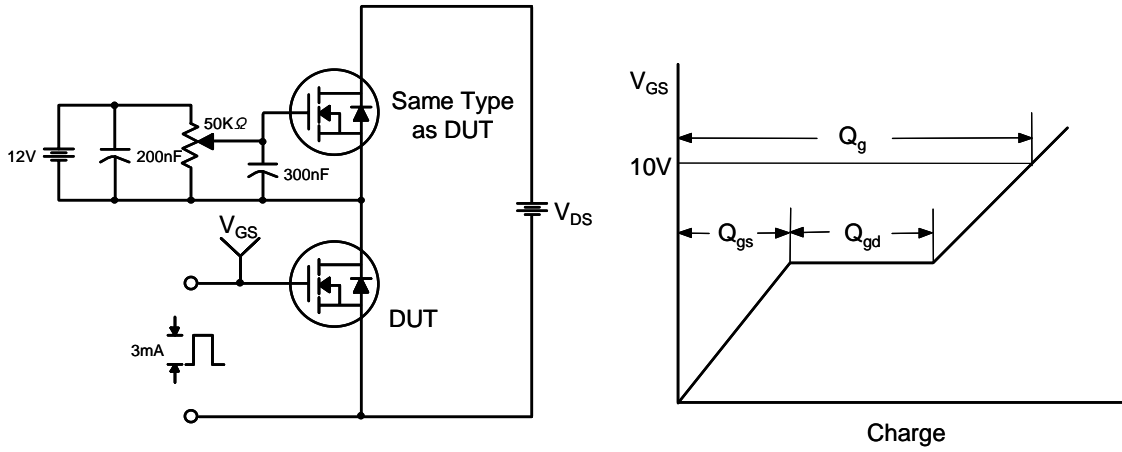 Same Type
as DUT
50KΩ
12V
200nF
300nF
V_GS
V_DS
DUT
3mA
V_GS
Q_g
10V
Q_gs
Q_gd
Charge